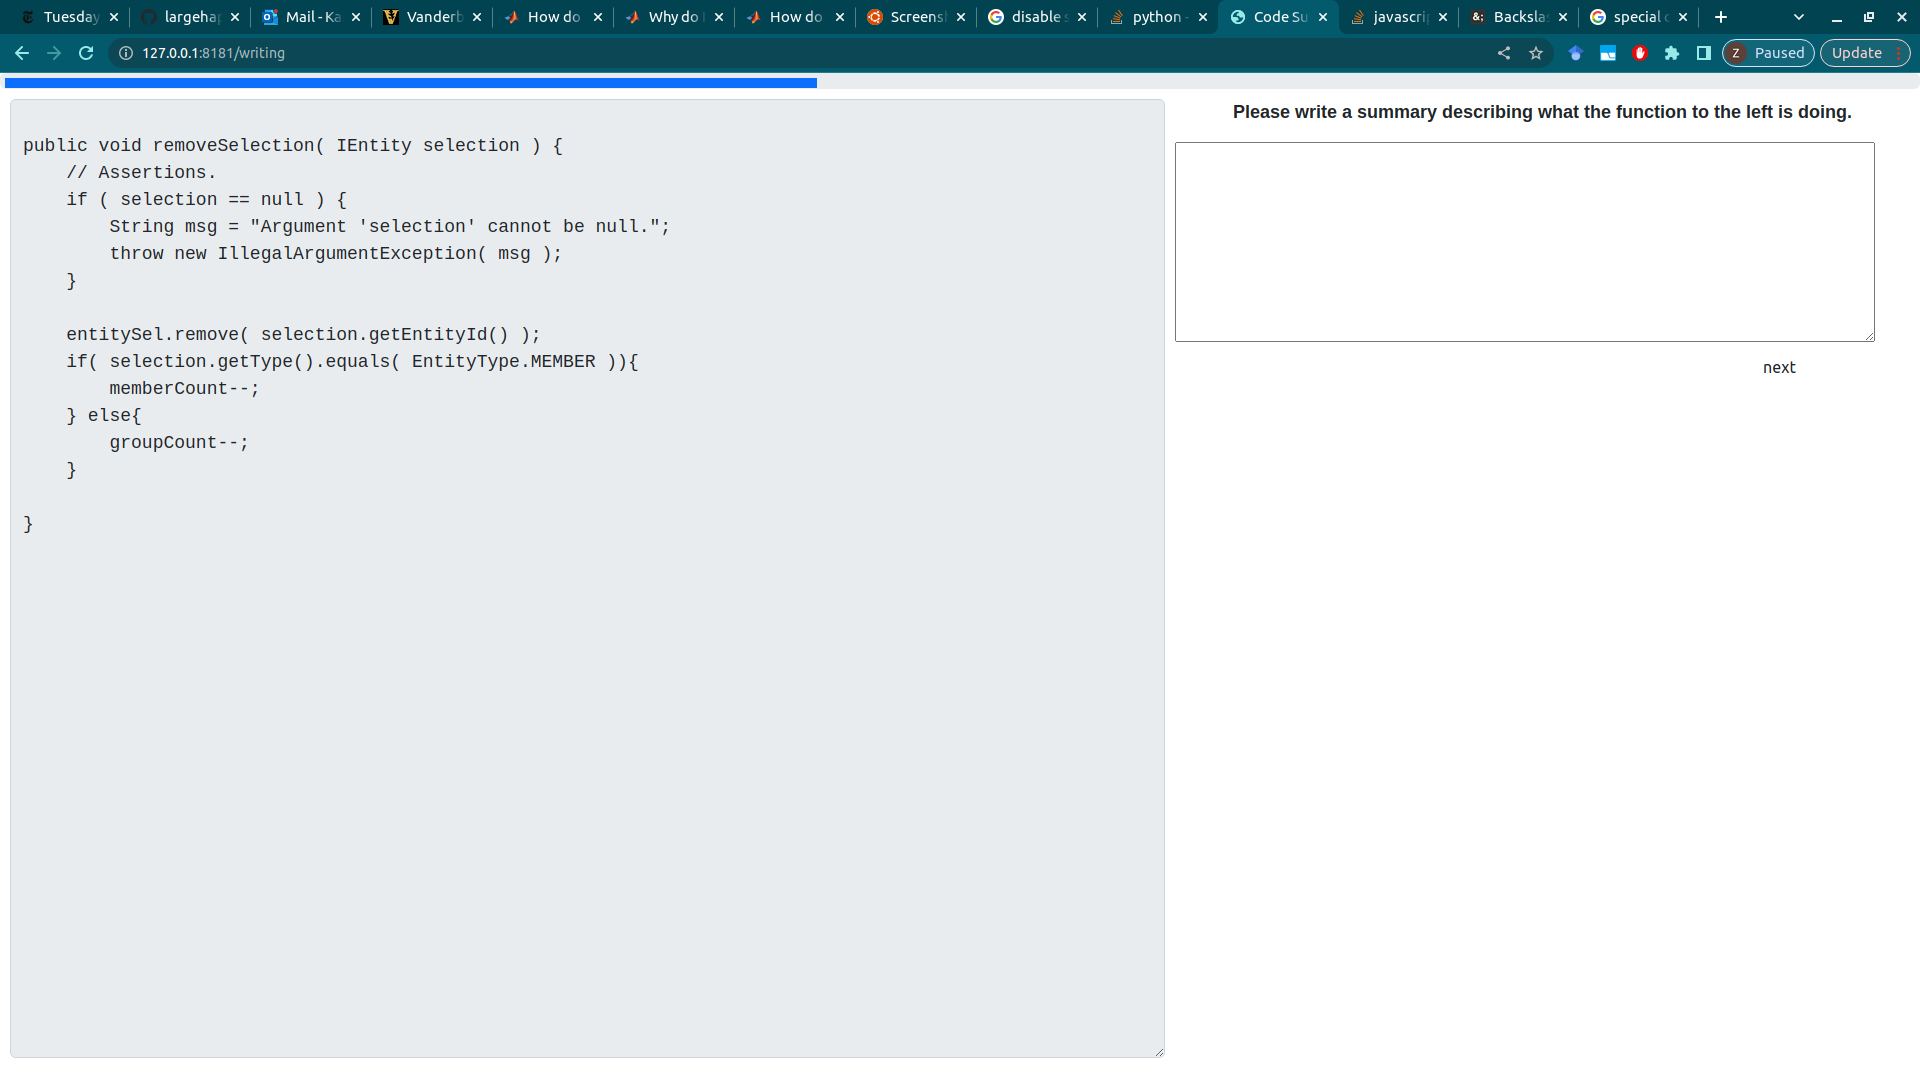 Tuesday
largehap
Mail - Ka
Vanderb
How do
Why do
How do
Screens
disable s
python -
Code Su
javascrip
Backsla
special c
127.0.0.1:8181/writing
Z Paused
Update
public void removeSelection( IEntity selection ) {
    // Assertions.
    if ( selection == null ) {
        String msg = "Argument 'selection' cannot be null.";
        throw new IllegalArgumentException( msg );
    }
    entitySel.remove( selection.getEntityId() );
    if( selection.getType().equals( EntityType.MEMBER )){
        memberCount--;
    } else{
        groupCount--;
    }
}
Please write a summary describing what the function to the left is doing.
next